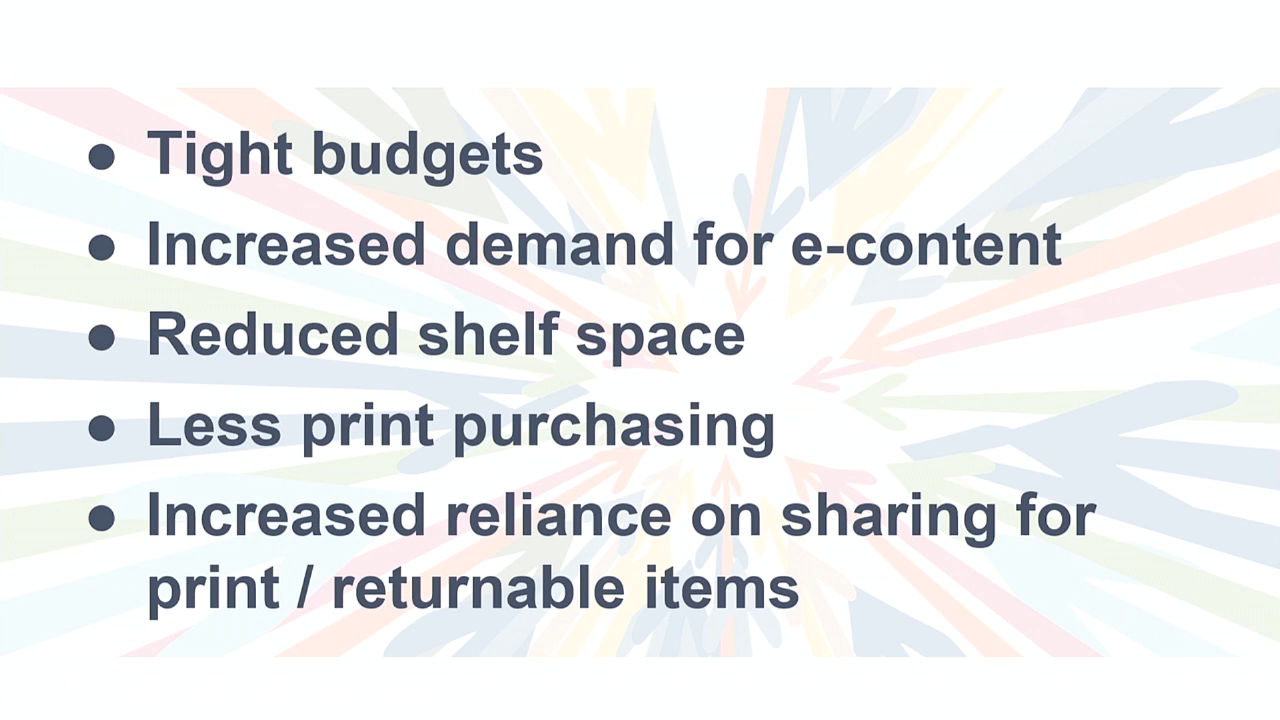 ● Tight budgets
● Increased demand for e-content
● Reduced shelf space
● Less print purchasing
● Increased reliance on sharing for
print / returnable items